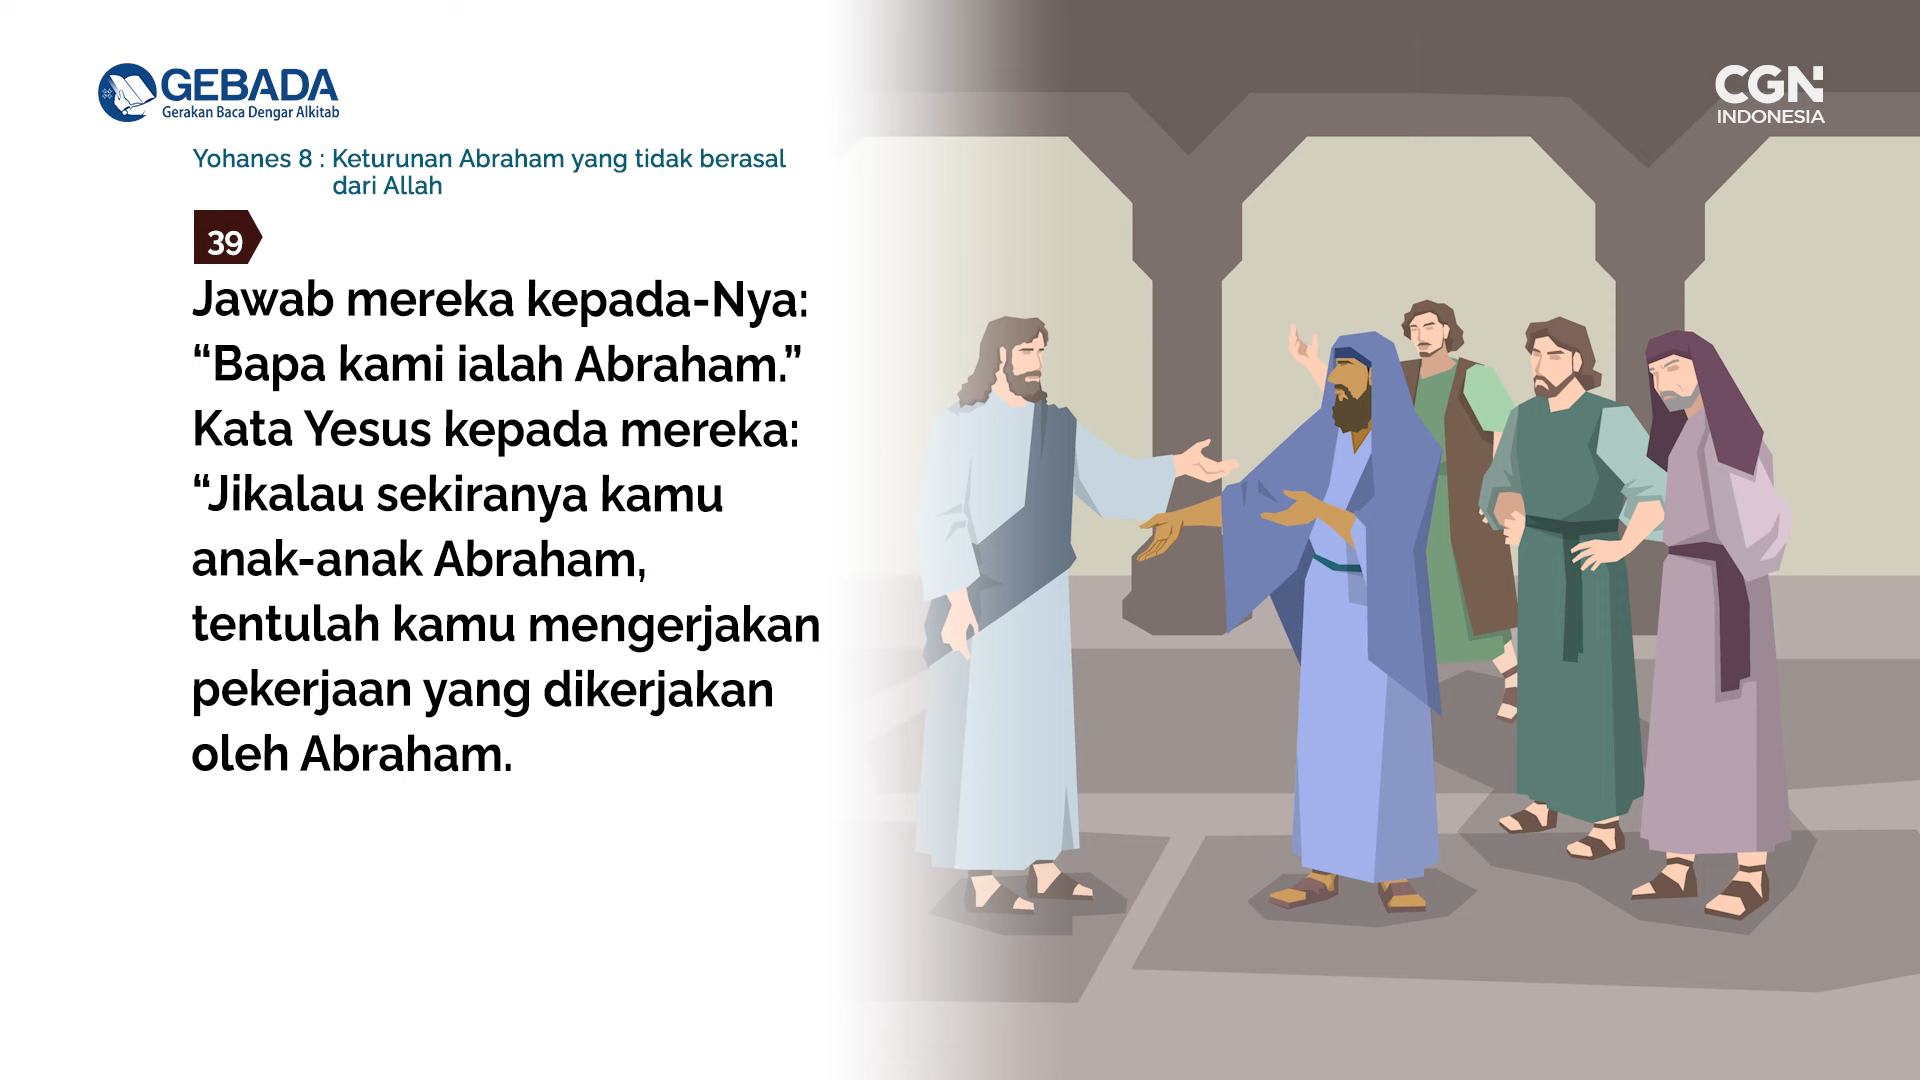 GEBADA
Gerakan Baca Dengar Alkitab
CGN
INDONESIA
Yohanes 8 : Keturunan Abraham yang tidak berasal
dari Allah
39
Jawab mereka kepada-Nya:
“Bapa kami ialah Abraham.”
Kata Yesus kepada mereka:
“Jikalau sekiranya kamu
anak-anak Abraham,
tentulah kamu mengerjakan
pekerjaan yang dikerjakan
oleh Abraham.